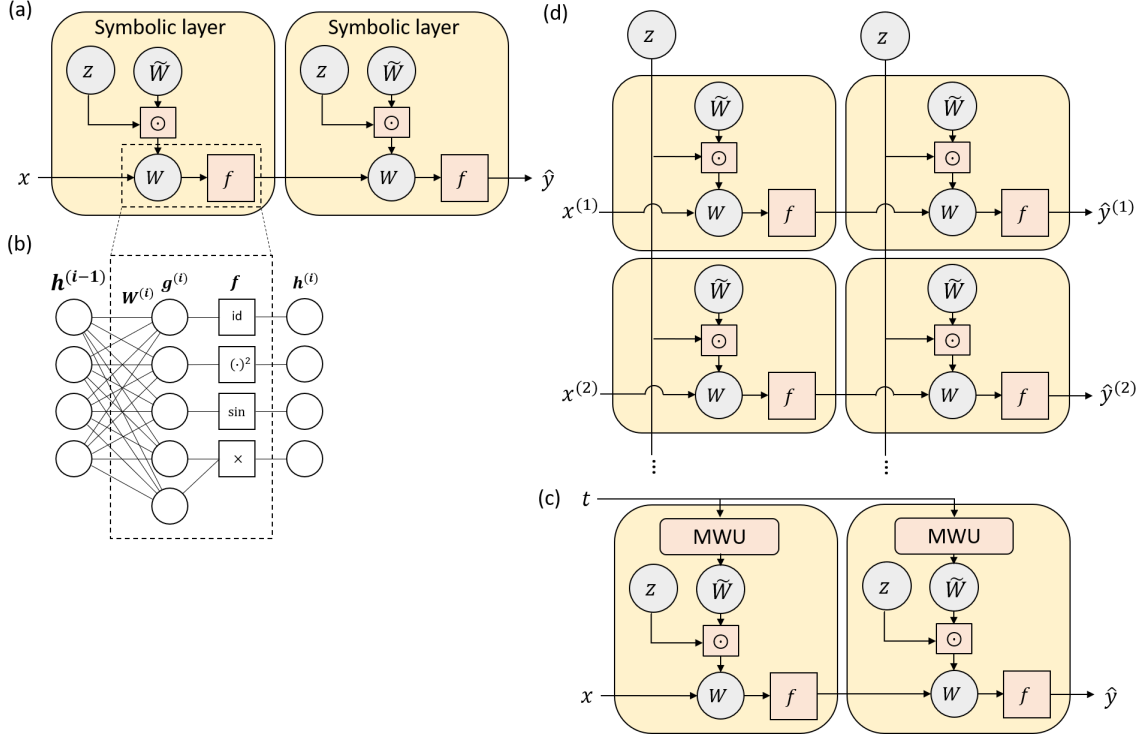 (a)
Symbolic layer
Symbolic layer
z
W̃
z
W̃
⊙
⊙
x
W
f
W
f
ŷ
(b)
h⁽ⁱ⁻¹⁾
W⁽ⁱ⁾
g⁽ⁱ⁾
f
h⁽ⁱ⁾
id
(·)²
sin
×
(d)
z
z
W̃
W̃
⊙
⊙
x⁽¹⁾
W
f
W
f
ŷ⁽¹⁾
W̃
W̃
⊙
⊙
x⁽²⁾
W
f
W
f
ŷ⁽²⁾
⋮
⋮
(c)
t
MWU
MWU
z
W̃
z
W̃
⊙
⊙
x
W
f
W
f
ŷ